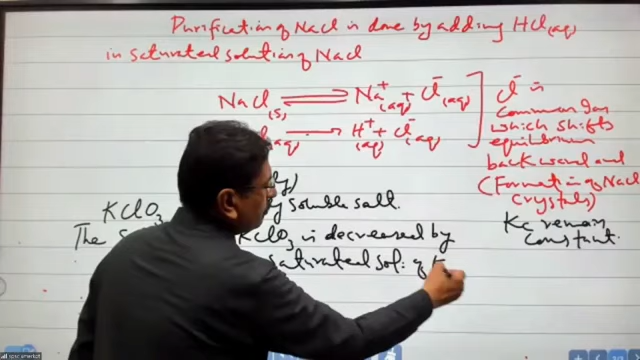 Purification of NaCl is done by adding HCl(aq)
in saturated solution of NaCl
NaCl(s) ⇌ Na+(aq) + Cl-(aq)
(aq) → H+(aq) + Cl-(aq)
Cl- is
common Ion
which shifts
equilibrium
backward and
(Formation of NaCl
crystals)
Kc remain
constant.
soluble salt.
KClO3
The KClO3 is decreased by
saturated sol: of